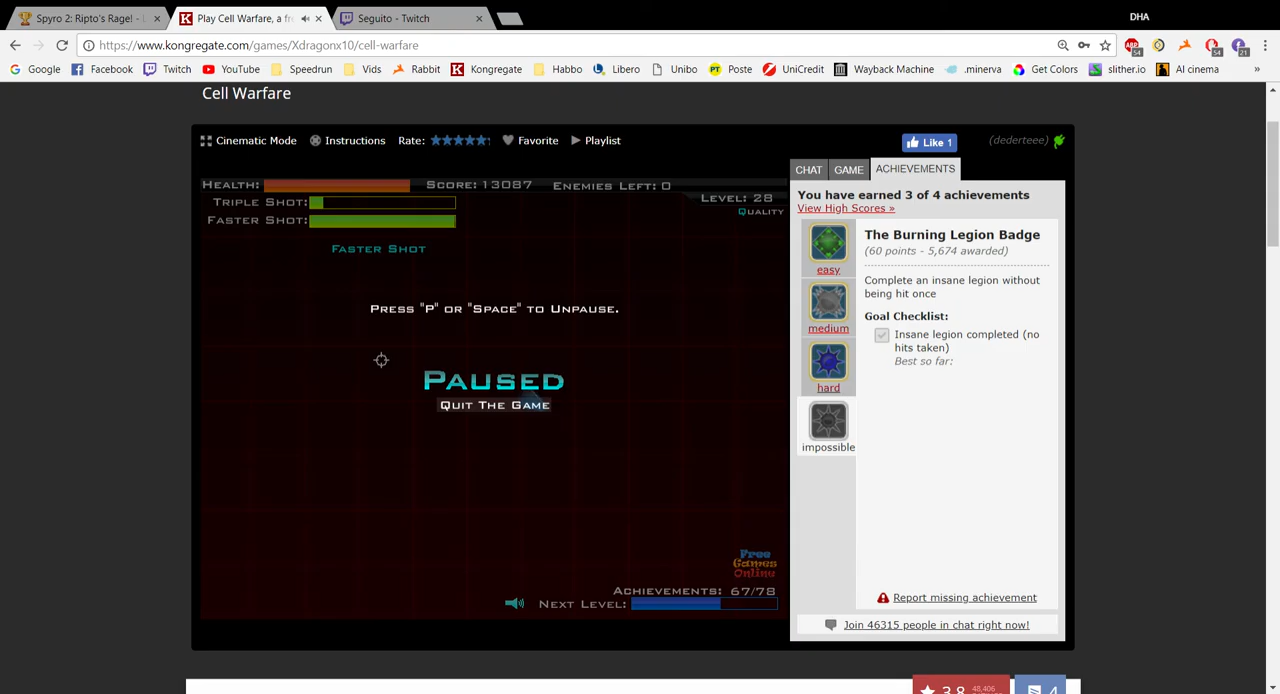 Spyro 2: Ripto's Rage! - L
Play Cell Warfare, a fr
Seguito - Twitch
DHA
https://www.kongregate.com/games/Xdragonx10/cell-warfare
Google Facebook Twitch YouTube Speedrun Vids Rabbit Kongregate Habbo Libero Unibo Poste UniCredit Wayback Machine .minerva Get Colors slither.io AI cinema
Cell Warfare
Cinematic Mode Instructions Rate: Favorite Playlist
Like 1
(dederteee)
Health: Score: 13087 Enemies Left: 0
Level: 28
Triple Shot:
Quality
Faster Shot:
Faster Shot
Press "P" or "Space" to Unpause.
Paused
Quit The Game
Free
Games
Online
Achievements: 67/78
Next Level:
CHAT GAME ACHIEVEMENTS
You have earned 3 of 4 achievements
View High Scores »
easy
medium
hard
impossible
The Burning Legion Badge
(60 points - 5,674 awarded)
Complete an insane legion without
being hit once
Goal Checklist:
Insane legion completed (no
hits taken)
Best so far:
Report missing achievement
Join 46315 people in chat right now!
3.8 48,406
4